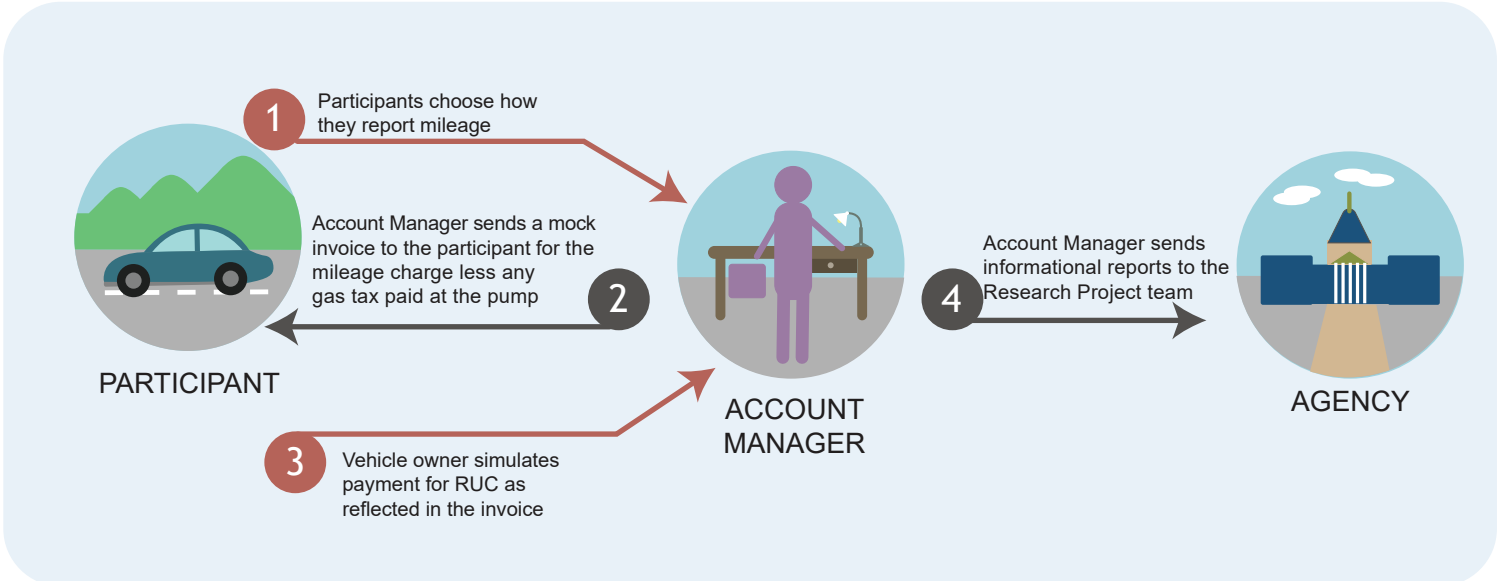 1
Participants choose how
they report mileage
Account Manager sends a mock
invoice to the participant for the
mileage charge less any
gas tax paid at the pump
2
PARTICIPANT
3
Vehicle owner simulates
payment for RUC as
reflected in the invoice
ACCOUNT
MANAGER
4
Account Manager sends
informational reports to the
Research Project team
AGENCY